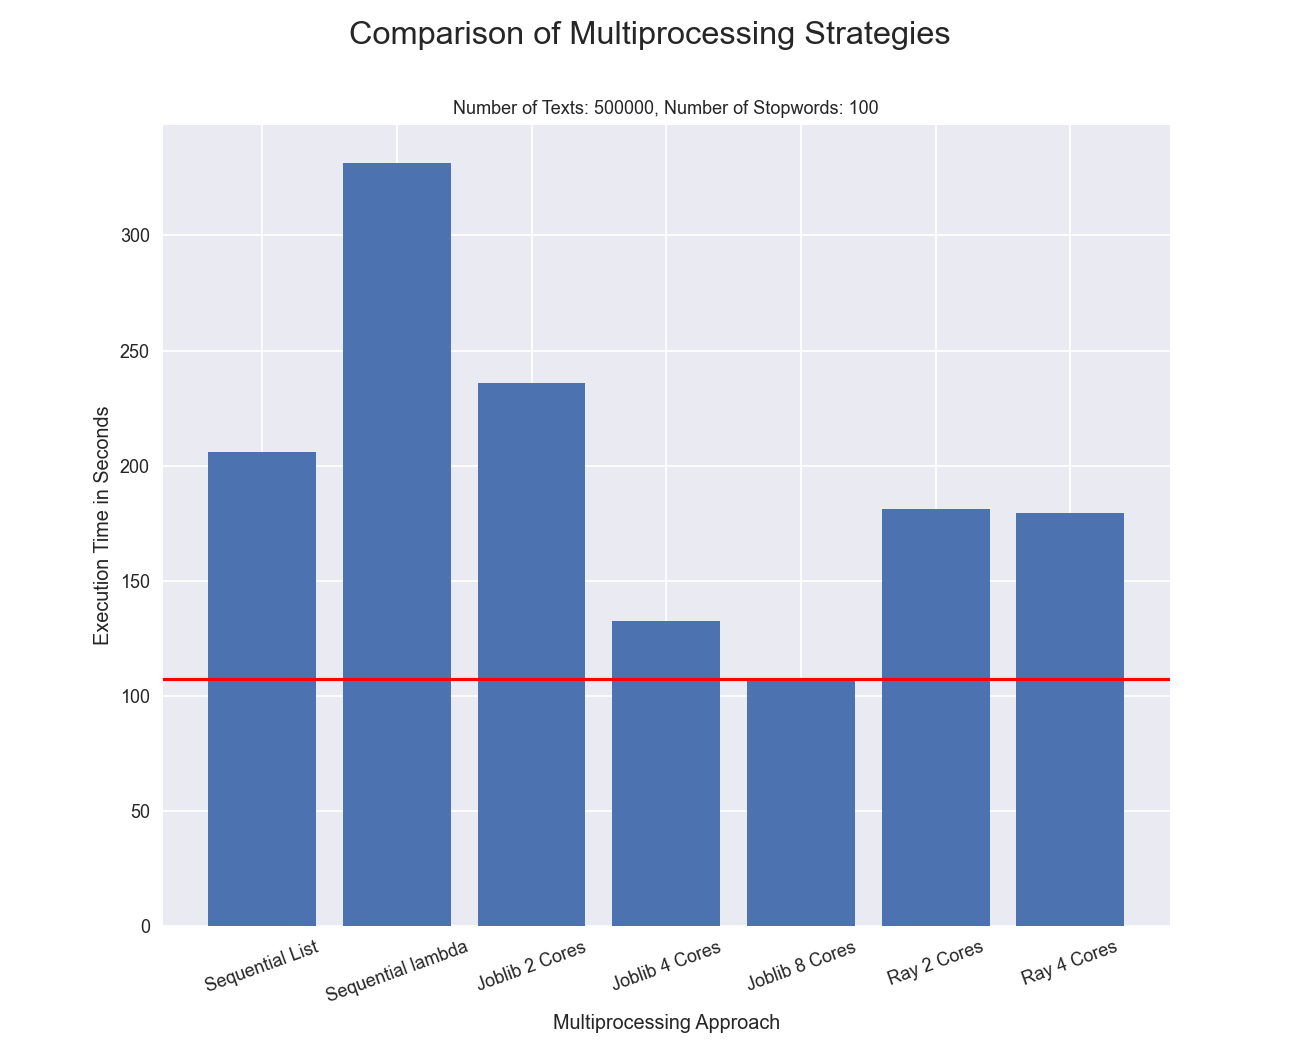 Comparison of Multiprocessing Strategies
Number of Texts: 500000, Number of Stopwords: 100
Execution Time in Seconds
300
250
200
150
100
50
0
Sequential List
Sequential lambda
Joblib 2 Cores
Joblib 4 Cores
Joblib 8 Cores
Ray 2 Cores
Ray 4 Cores
Multiprocessing Approach